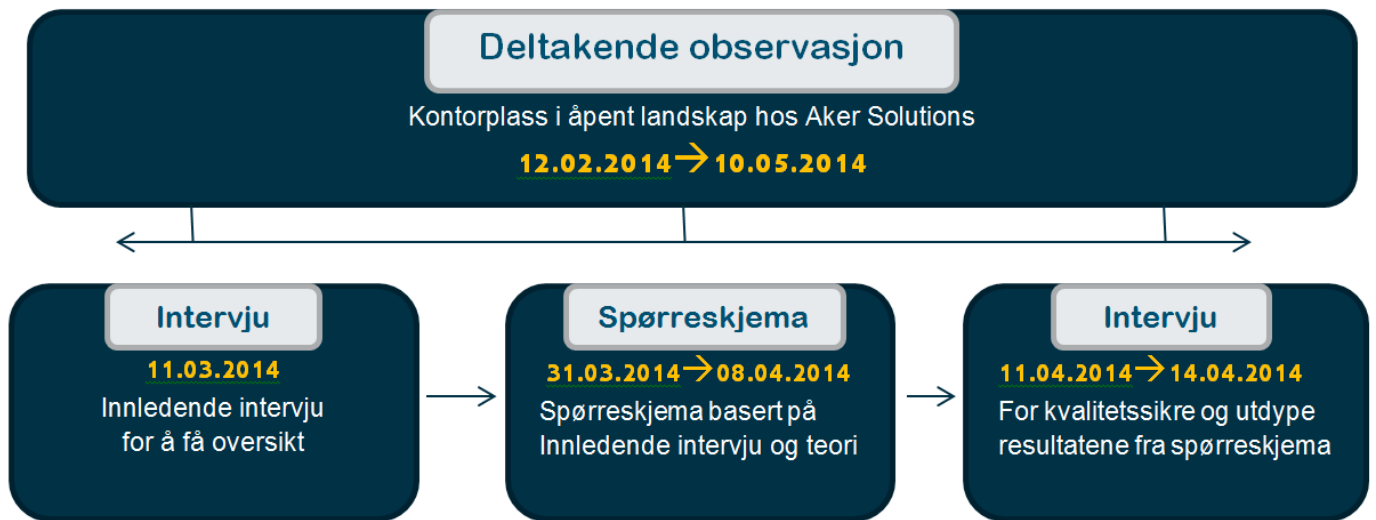 Deltakende observasjon
Kontorplass i åpent landskap hos Aker Solutions
12.02.2014→10.05.2014
Intervju
11.03.2014
Innledende intervju
for å få oversikt
Spørreskjema
31.03.2014→08.04.2014
Spørreskjema basert på
Innledende intervju og teori
Intervju
11.04.2014→14.04.2014
For kvalitetssikre og utdype
resultatene fra spørreskjema